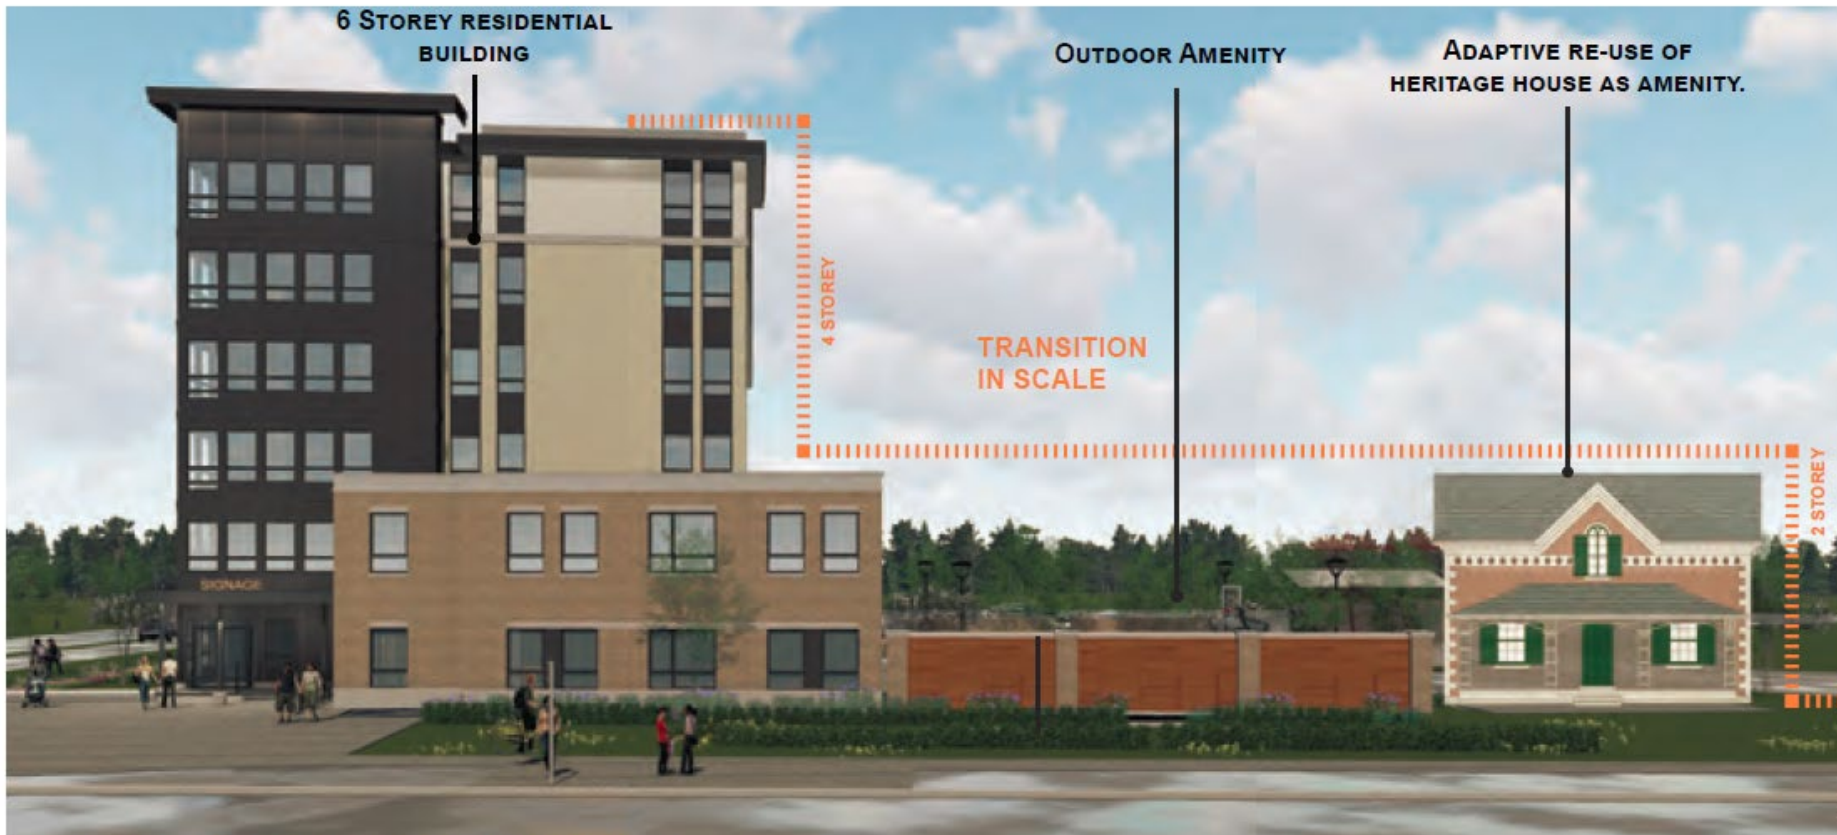 6 STOREY RESIDENTIAL
BUILDING
OUTDOOR AMENITY
ADAPTIVE RE-USE OF
HERITAGE HOUSE AS AMENITY.
4 STOREY
TRANSITION
IN SCALE
2 STOREY
SIGNAGE